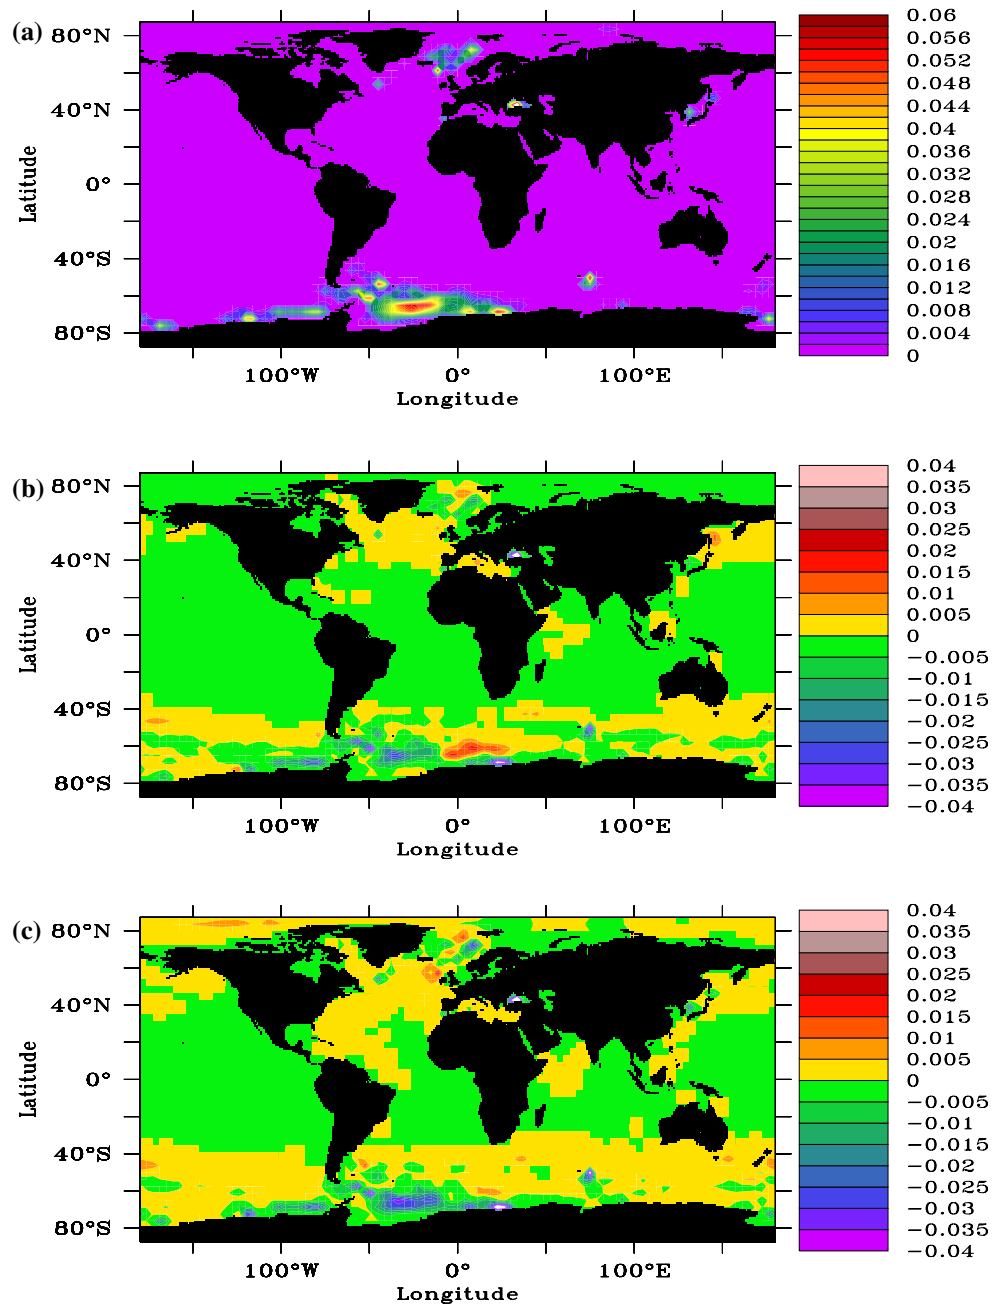 (a)
80°N
40°N
0°
40°S
80°S
Latitude
100°W 0° 100°E
Longitude
0.06
0.056
0.052
0.048
0.044
0.04
0.036
0.032
0.028
0.024
0.02
0.016
0.012
0.008
0.004
0
(b)
80°N
40°N
0°
40°S
80°S
Latitude
100°W 0° 100°E
Longitude
0.04
0.035
0.03
0.025
0.02
0.015
0.01
0.005
0
−0.005
−0.01
−0.015
−0.02
−0.025
−0.03
−0.035
−0.04
(c)
80°N
40°N
0°
40°S
80°S
Latitude
100°W 0° 100°E
Longitude
0.04
0.035
0.03
0.025
0.02
0.015
0.01
0.005
0
−0.005
−0.01
−0.015
−0.02
−0.025
−0.03
−0.035
−0.04